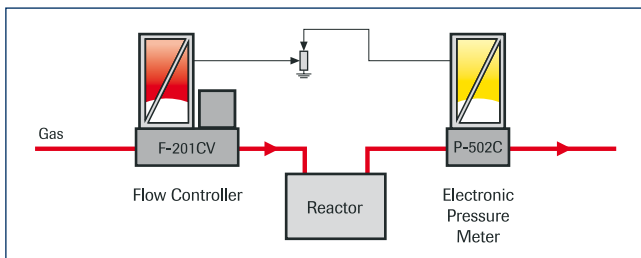 Gas
F-201CV
P-502C
Flow Controller
Reactor
Electronic
Pressure
Meter